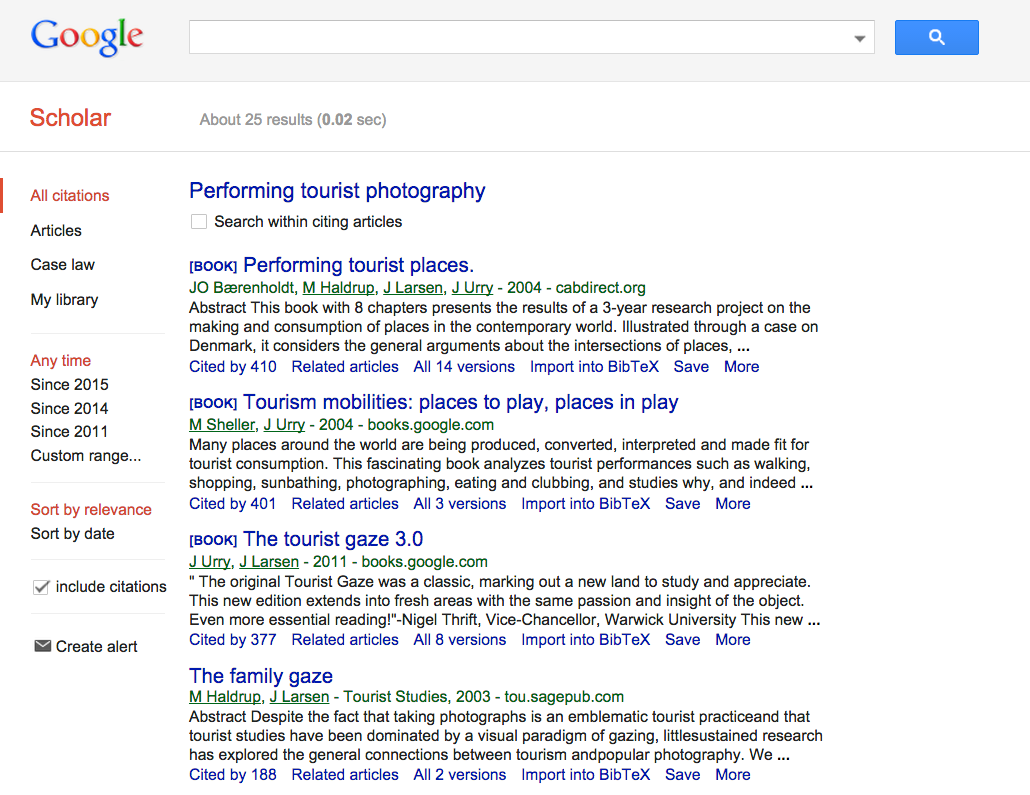 Google
Scholar
About 25 results (0.02 sec)
All citations
Articles
Case law
My library
Any time
Since 2015
Since 2014
Since 2011
Custom range...
Sort by relevance
Sort by date
include citations
Create alert
Performing tourist photography
Search within citing articles
[BOOK] Performing tourist places.
JO Bærenholdt, M Haldrup, J Larsen, J Urry - 2004 - cabdirect.org
Abstract This book with 8 chapters presents the results of a 3-year research project on the
making and consumption of places in the contemporary world. Illustrated through a case on
Denmark, it considers the general arguments about the intersections of places, ...
Cited by 410 Related articles All 14 versions Import into BibTeX Save More
[BOOK] Tourism mobilities: places to play, places in play
M Sheller, J Urry - 2004 - books.google.com
Many places around the world are being produced, converted, interpreted and made fit for
tourist consumption. This fascinating book analyzes tourist performances such as walking,
shopping, sunbathing, photographing, eating and clubbing, and studies why, and indeed ...
Cited by 401 Related articles All 3 versions Import into BibTeX Save More
[BOOK] The tourist gaze 3.0
J Urry, J Larsen - 2011 - books.google.com
" The original Tourist Gaze was a classic, marking out a new land to study and appreciate.
This new edition extends into fresh areas with the same passion and insight of the object.
Even more essential reading!"-Nigel Thrift, Vice-Chancellor, Warwick University This new ...
Cited by 377 Related articles All 8 versions Import into BibTeX Save More
The family gaze
M Haldrup, J Larsen - Tourist Studies, 2003 - tou.sagepub.com
Abstract Despite the fact that taking photographs is an emblematic tourist practiceand that
tourist studies have been dominated by a visual paradigm of gazing, littlesustained research
has explored the general connections between tourism andpopular photography. We ...
Cited by 188 Related articles All 2 versions Import into BibTeX Save More